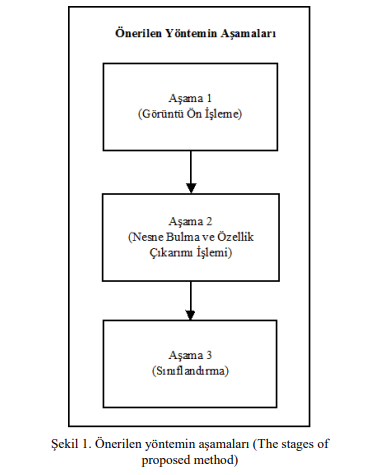 Önerilen Yöntemin Aşamaları
Aşama 1
(Görüntü Ön İşleme)
Aşama 2
(Nesne Bulma ve Özellik
Çıkarımı İşlemi)
Aşama 3
(Sınıflandırma)
Şekil 1. Önerilen yöntemin aşamaları (The stages of
proposed method)